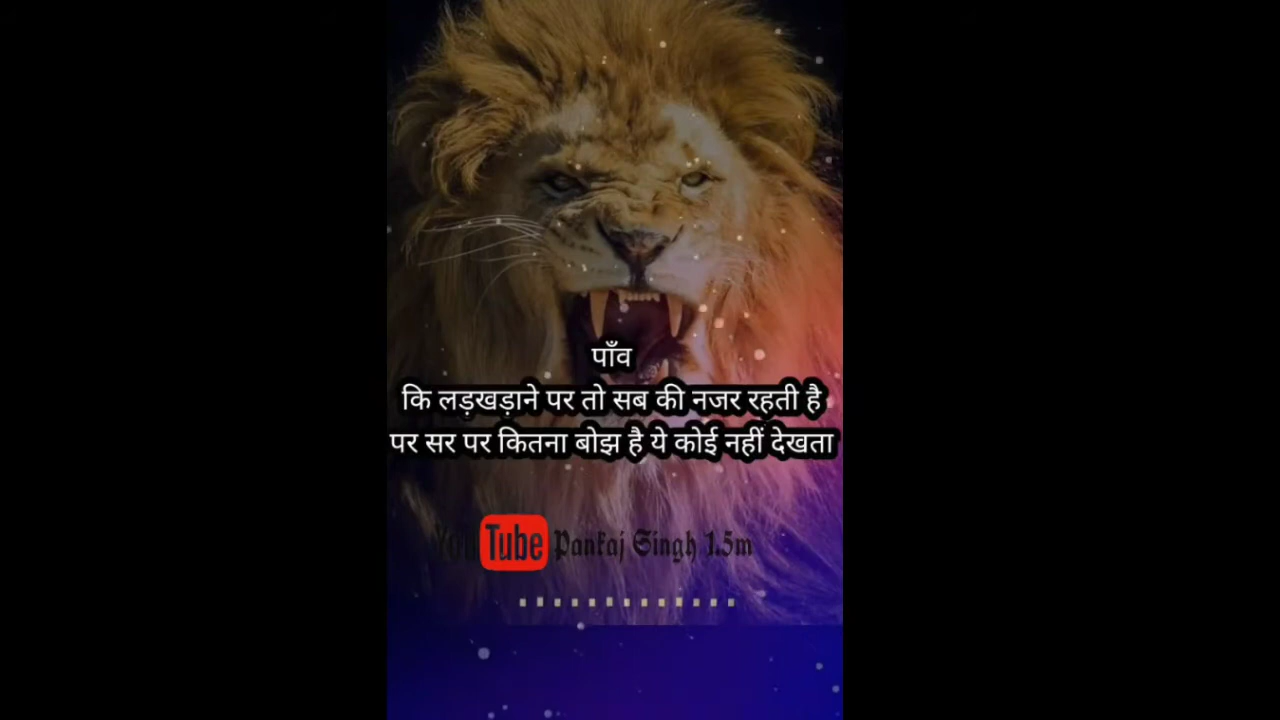 पाँव
कि लड़खड़ाने पर तो सब की नजर रहती है
पर सर पर कितना बोझ है ये कोई नहीं देखता
YouTube Pankaj Singh 1.5m